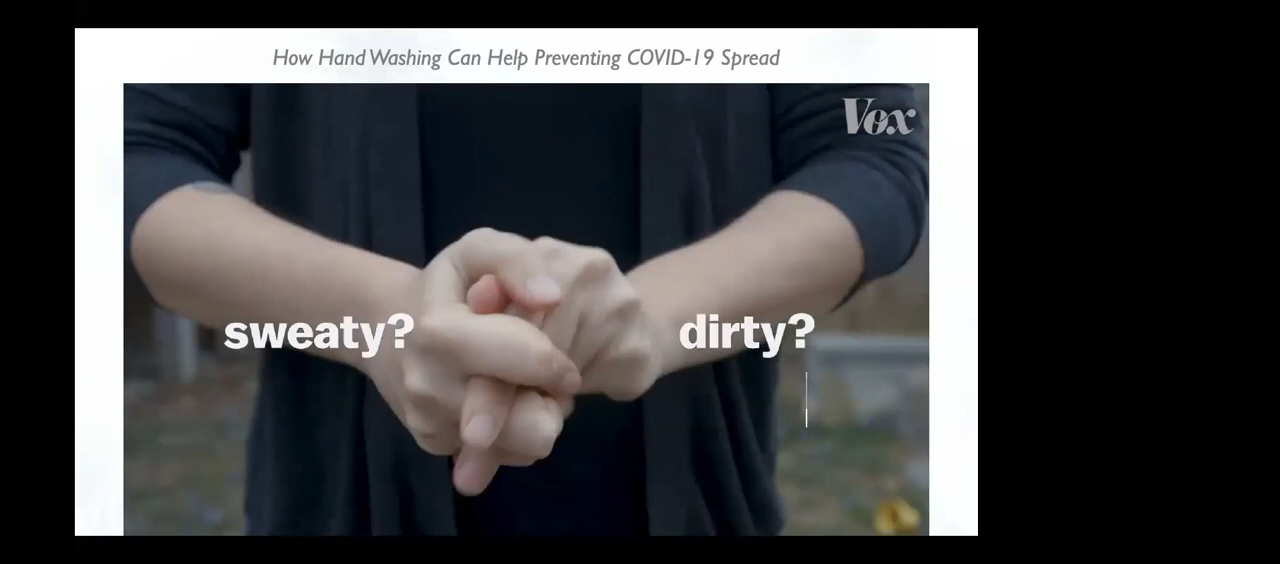 How Hand Washing Can Help Preventing COVID-19 Spread
Vox
sweaty? dirty?